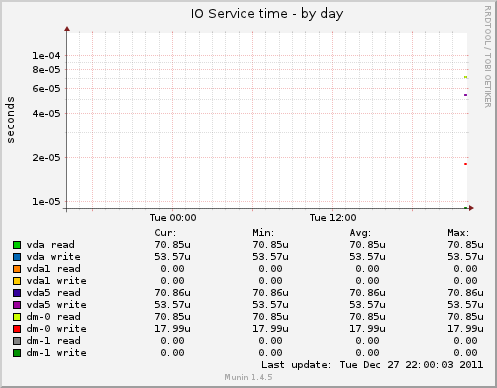 IO Service time - by day
RRDTOOL / TOBI OETIKER
seconds
1e-04
8e-05
6e-05
4e-05
2e-05
1e-05
Tue 00:00 Tue 12:00
Cur: Min: Avg: Max:
vda read 70.85u 70.85u 70.85u 70.85u
vda write 53.57u 53.57u 53.57u 53.57u
vda1 read 0.00 0.00 0.00 0.00
vda1 write 0.00 0.00 0.00 0.00
vda5 read 70.86u 70.86u 70.86u 70.86u
vda5 write 53.57u 53.57u 53.57u 53.57u
dm-0 read 70.85u 70.85u 70.85u 70.85u
dm-0 write 17.99u 17.99u 17.99u 17.99u
dm-1 read 0.00 0.00 0.00 0.00
dm-1 write 0.00 0.00 0.00 0.00
Last update: Tue Dec 27 22:00:03 2011
Munin 1.4.5